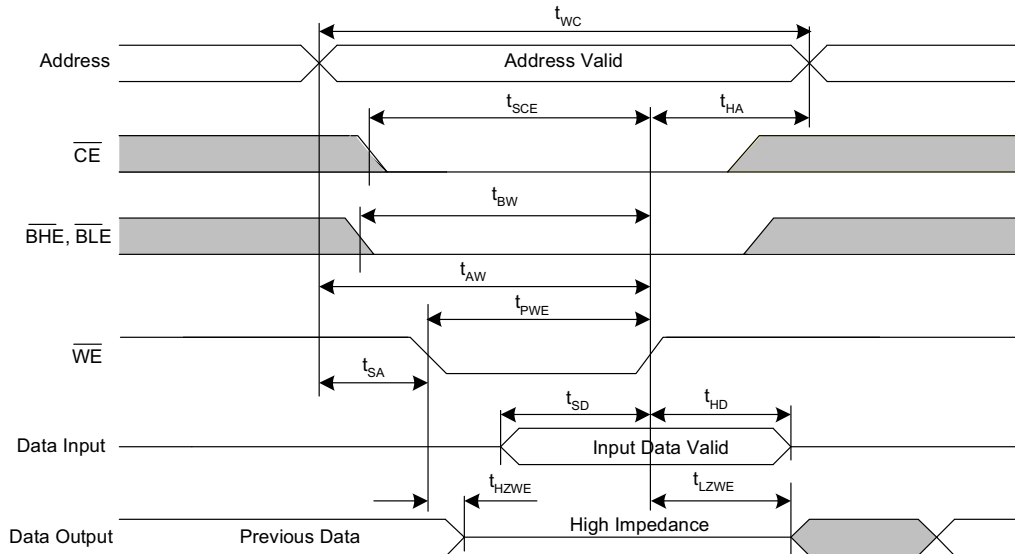 t_WC
Address
Address Valid
t_SCE
t_HA
CE
t_BW
BHE, BLE
t_AW
t_PWE
WE
t_SA
t_SD
t_HD
Data Input
Input Data Valid
t_HZWE
t_LZWE
Data Output
Previous Data
High Impedance